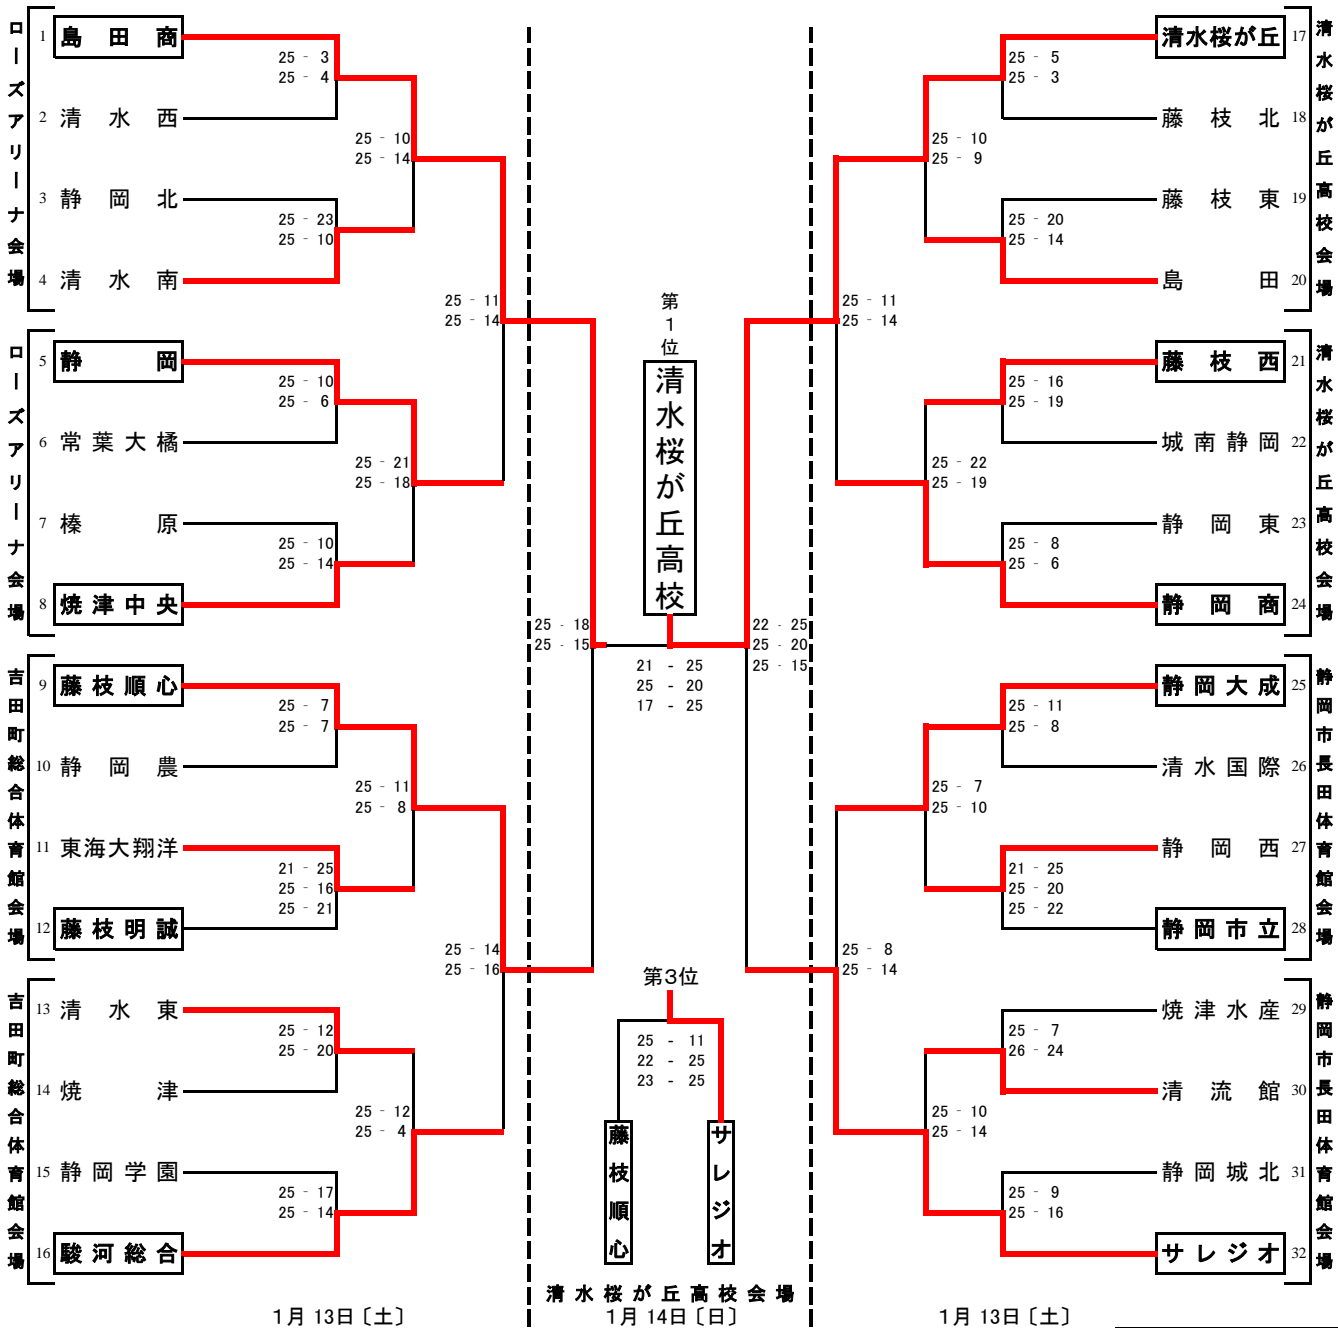 ローズアリーナ会場
1 島田商
25 - 3
25 - 4
2 清水西
25 - 10
25 - 14
3 静岡北
25 - 23
25 - 10
4 清水南
25 - 11
25 - 14
ローズアリーナ会場
5 静岡
25 - 10
25 - 6
6 常葉大橘
25 - 21
25 - 18
7 榛原
25 - 10
25 - 14
8 焼津中央
25 - 18
25 - 15
吉田町総合体育館会場
9 藤枝順心
25 - 7
25 - 7
10 静岡農
25 - 11
25 - 8
11 東海大翔洋
21 - 25
25 - 16
25 - 21
12 藤枝明誠
25 - 14
25 - 16
吉田町総合体育館会場
13 清水東
25 - 12
25 - 20
14 焼津
25 - 12
25 - 4
15 静岡学園
25 - 17
25 - 14
16 駿河総合
1月13日〔土〕
第1位
清水桜が丘高校
21 - 25
25 - 20
17 - 25
第3位
25 - 11
22 - 25
23 - 25
藤枝順心
サレジオ
清水桜が丘高校会場
1月14日〔日〕
清水桜が丘高校会場
清水桜が丘 17
25 - 5
25 - 3
藤枝北 18
25 - 10
25 - 9
藤枝東 19
25 - 20
25 - 14
島田 20
25 - 11
25 - 14
清水桜が丘高校会場
藤枝西 21
25 - 16
25 - 19
城南静岡 22
25 - 22
25 - 19
静岡東 23
25 - 8
25 - 6
静岡商 24
22 - 25
25 - 20
25 - 15
静岡市長田体育館会場
静岡大成 25
25 - 11
25 - 8
清水国際 26
25 - 7
25 - 10
静岡西 27
21 - 25
25 - 20
25 - 22
静岡市立 28
25 - 8
25 - 14
静岡市長田体育館会場
焼津水産 29
25 - 7
26 - 24
清流館 30
25 - 10
25 - 14
静岡城北 31
25 - 9
25 - 16
サレジオ 32
1月13日〔土〕